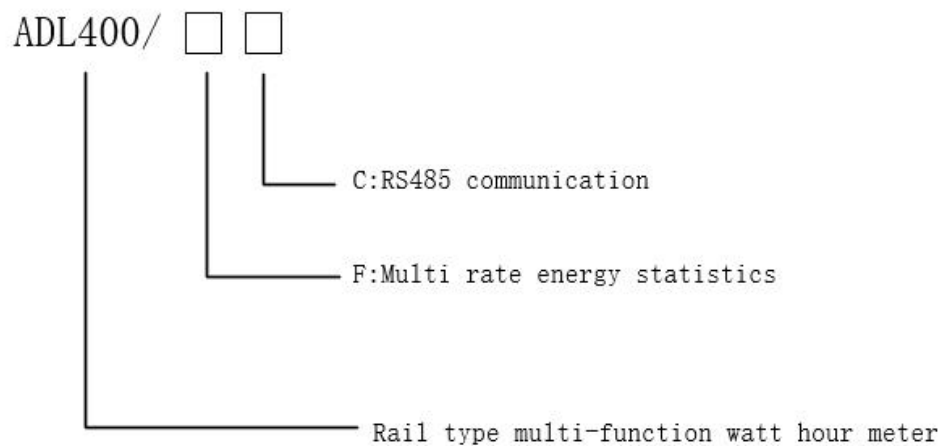 ADL400/ □ □
C:RS485 communication
F:Multi rate energy statistics
Rail type multi-function watt hour meter